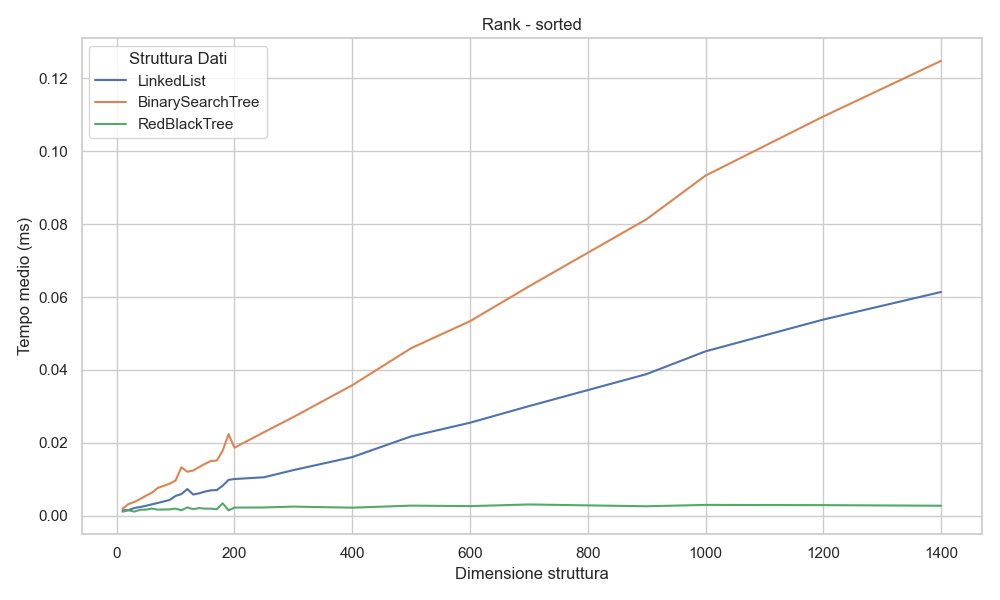 Rank - sorted
Struttura Dati
LinkedList
BinarySearchTree
RedBlackTree
Tempo medio (ms)
0.12
0.10
0.08
0.06
0.04
0.02
0.00
0 200 400 600 800 1000 1200 1400
Dimensione struttura